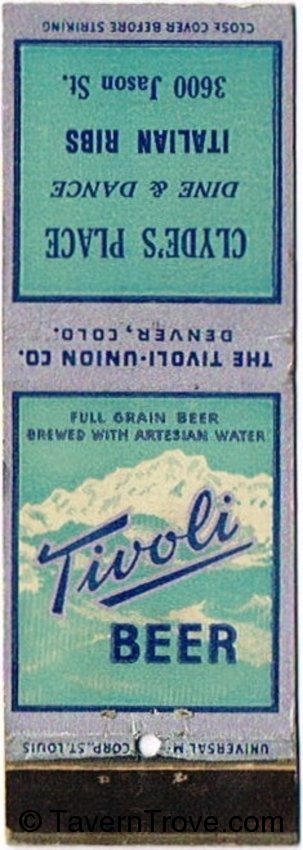 FULL GRAIN BEER
BREWED WITH ARTESIAN WATER
Tivoli
BEER
THE TIVOLI-UNION CO.
DENVER, COLO.
CLYDE'S PLACE
DINE & DANCE
ITALIAN RIBS
3600 Jason St.
CLOSE COVER BEFORE STRIKING
UNIVERSAL M
CORP. ST. LOUIS
© TavernTrove.com